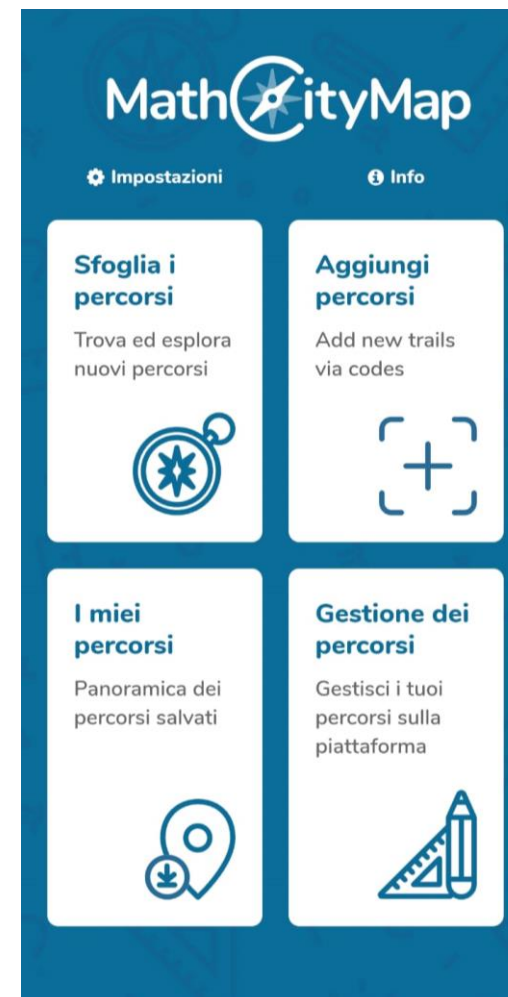 MathCityMap
Impostazioni
Info
Sfoglia i
percorsi
Trova ed esplora
nuovi percorsi
Aggiungi
percorsi
Add new trails
via codes
I miei
percorsi
Panoramica dei
percorsi salvati
Gestione dei
percorsi
Gestisci i tuoi
percorsi sulla
piattaforma